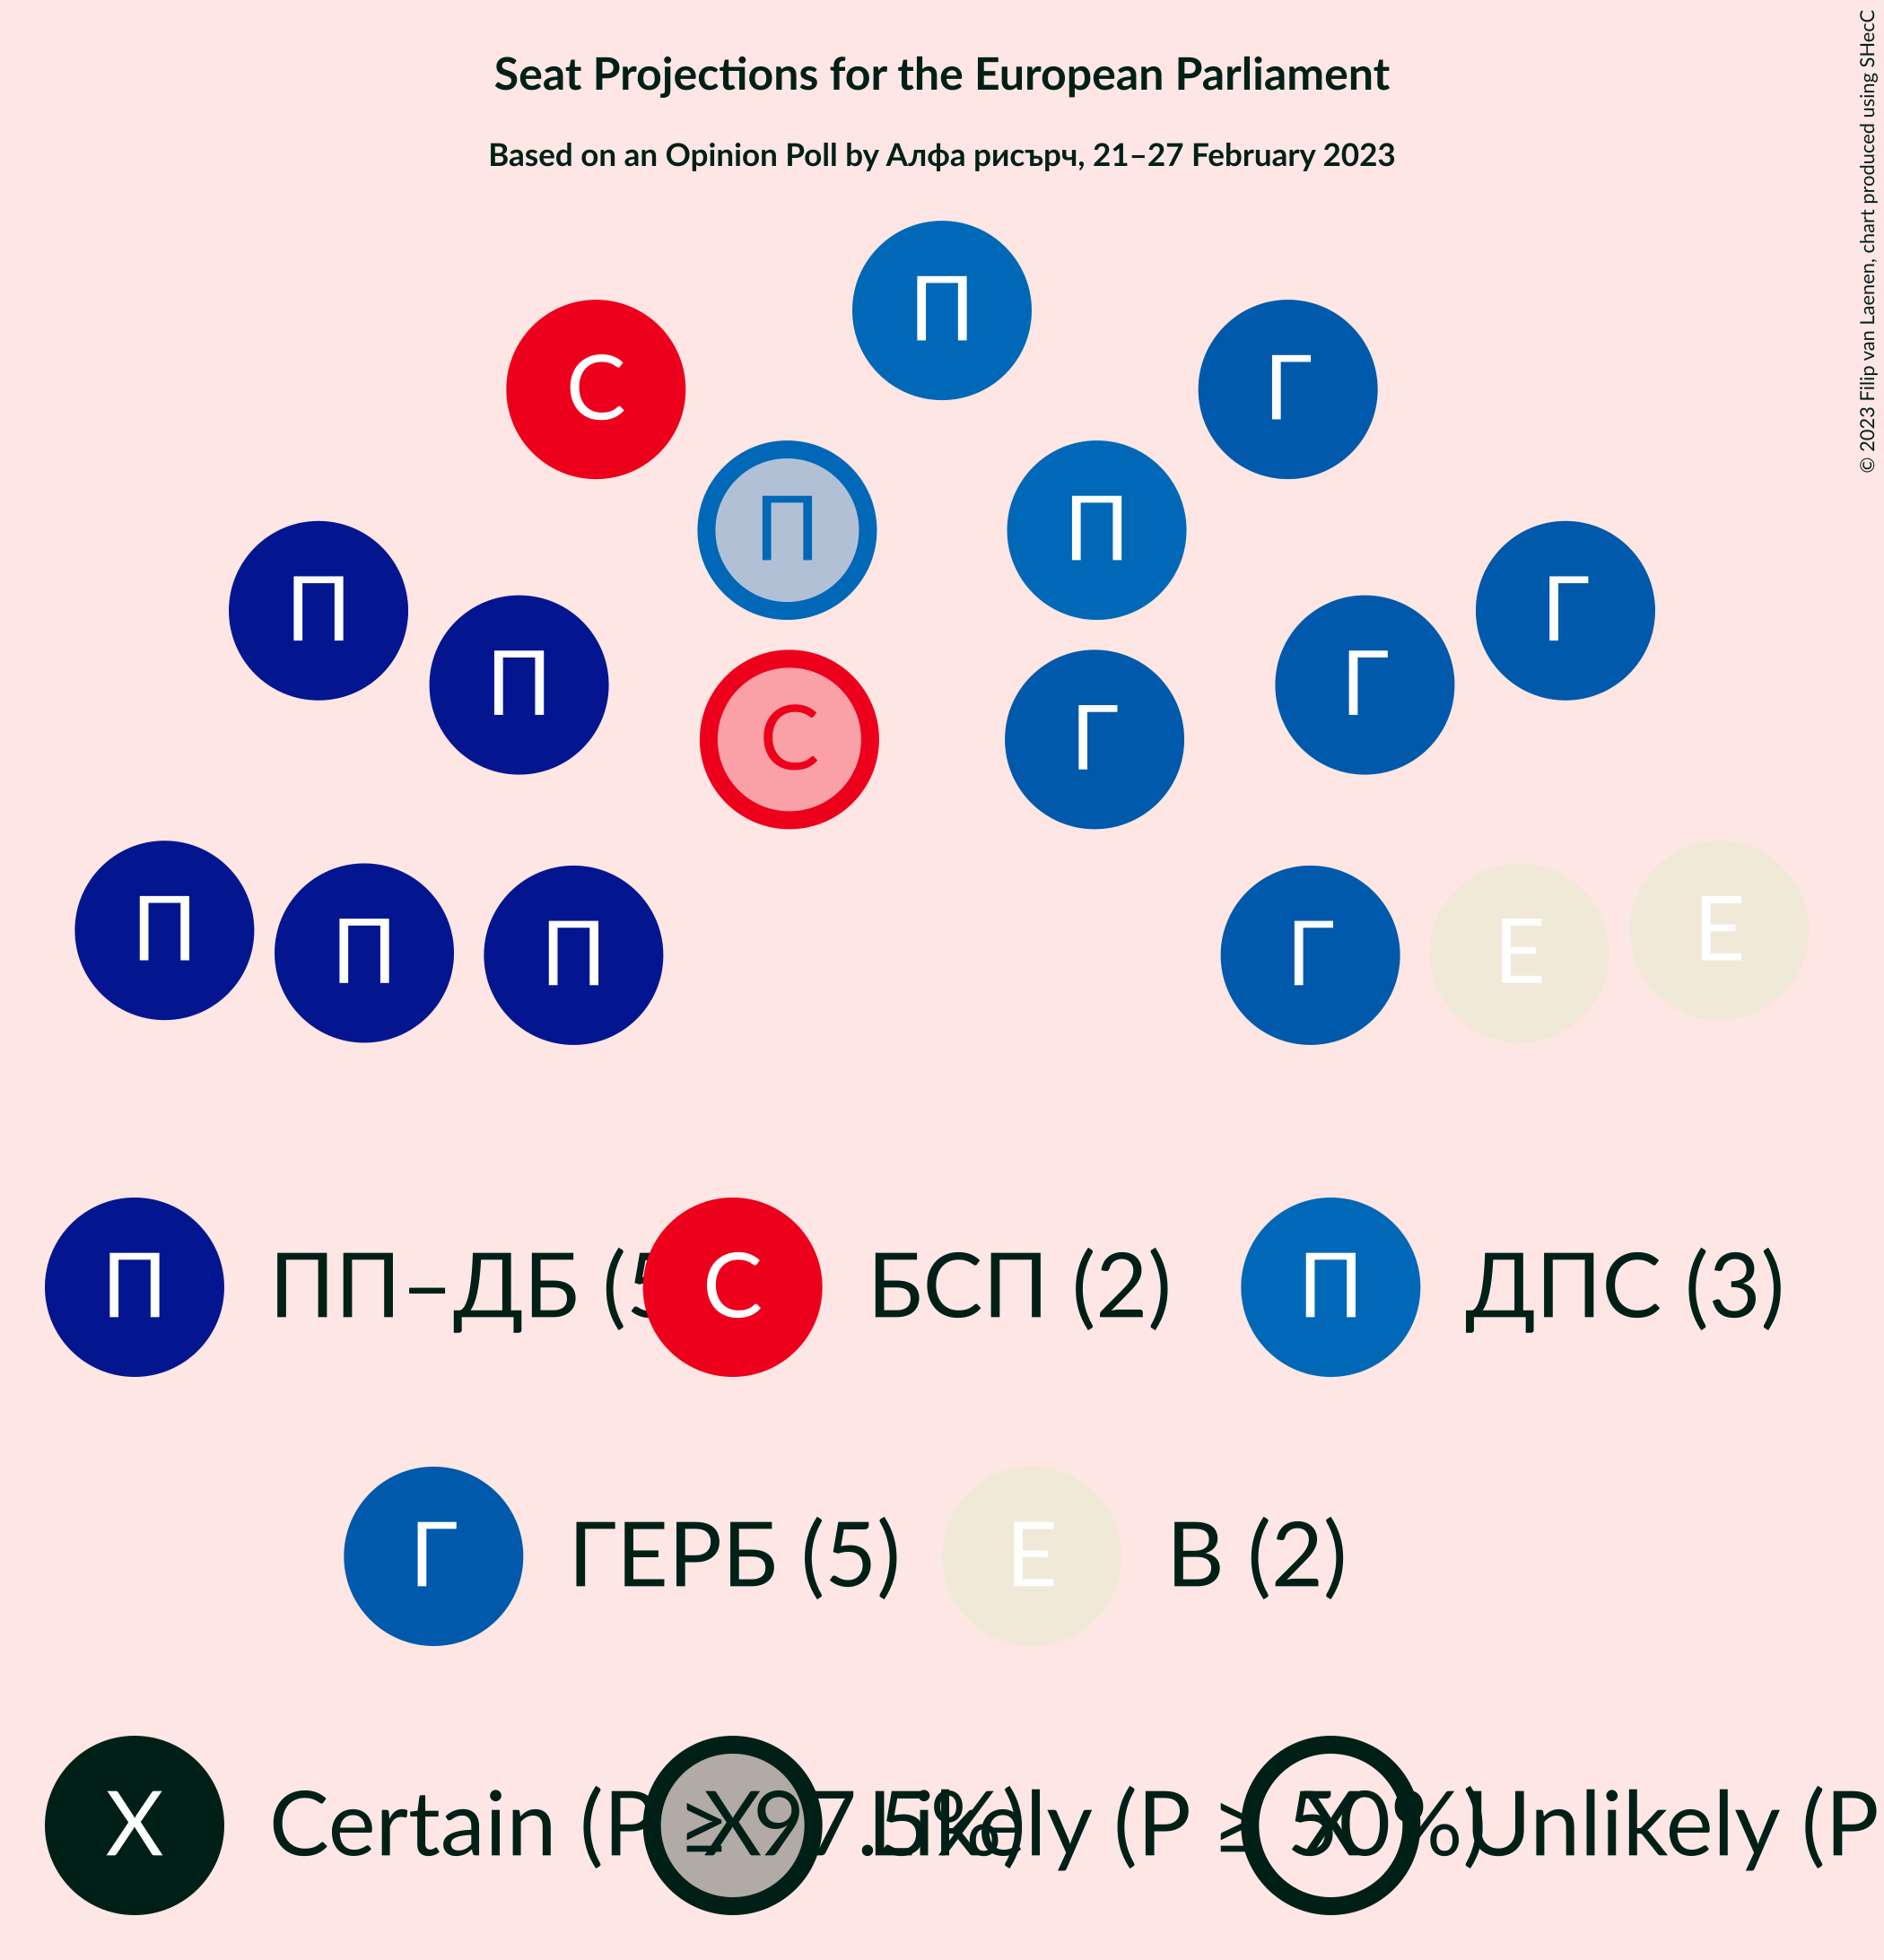 Seat Projections for the European Parliament
Based on an Opinion Poll by Алфа рисърч, 21–27 February 2023
© 2023 Filip van Laenen, chart produced using SHecC
П
С Г
П П
П Г
П Г
С Г
П Е
П Е
П Г
П ПП–ДБ (5 С БСП (2) П ДПС (3)
Г ГЕРБ (5) Е В (2)
X Certain (P ≥ 97.5%) X Likely (P ≥ 50%) X Unlikely (P